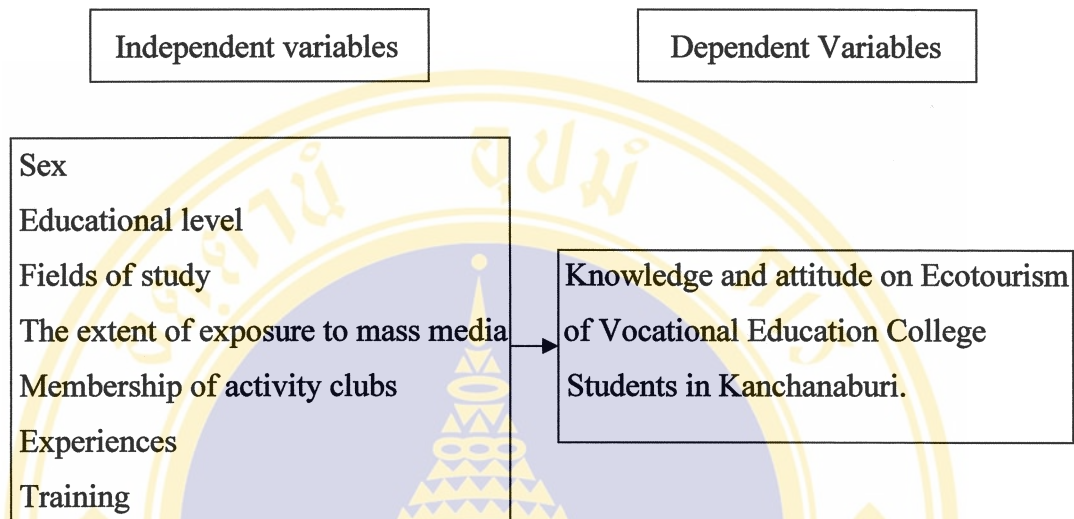 Independent variables
Dependent Variables
Sex
Educational level
Fields of study
The extent of exposure to mass media
Membership of activity clubs
Experiences
Training
Knowledge and attitude on Ecotourism
of Vocational Education College
Students in Kanchanaburi.